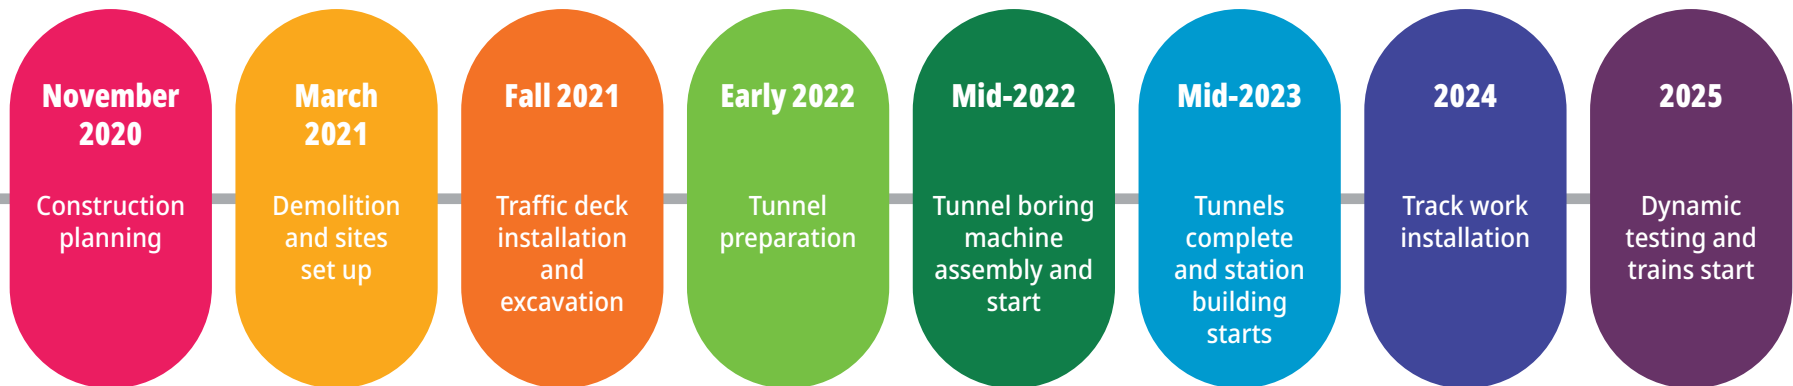 November
2020
Construction
planning
March
2021
Demolition
and sites
set up
Fall 2021
Traffic deck
installation
and
excavation
Early 2022
Tunnel
preparation
Mid-2022
Tunnel boring
machine
assembly and
start
Mid-2023
Tunnels
complete
and station
building
starts
2024
Track work
installation
2025
Dynamic
testing and
trains start